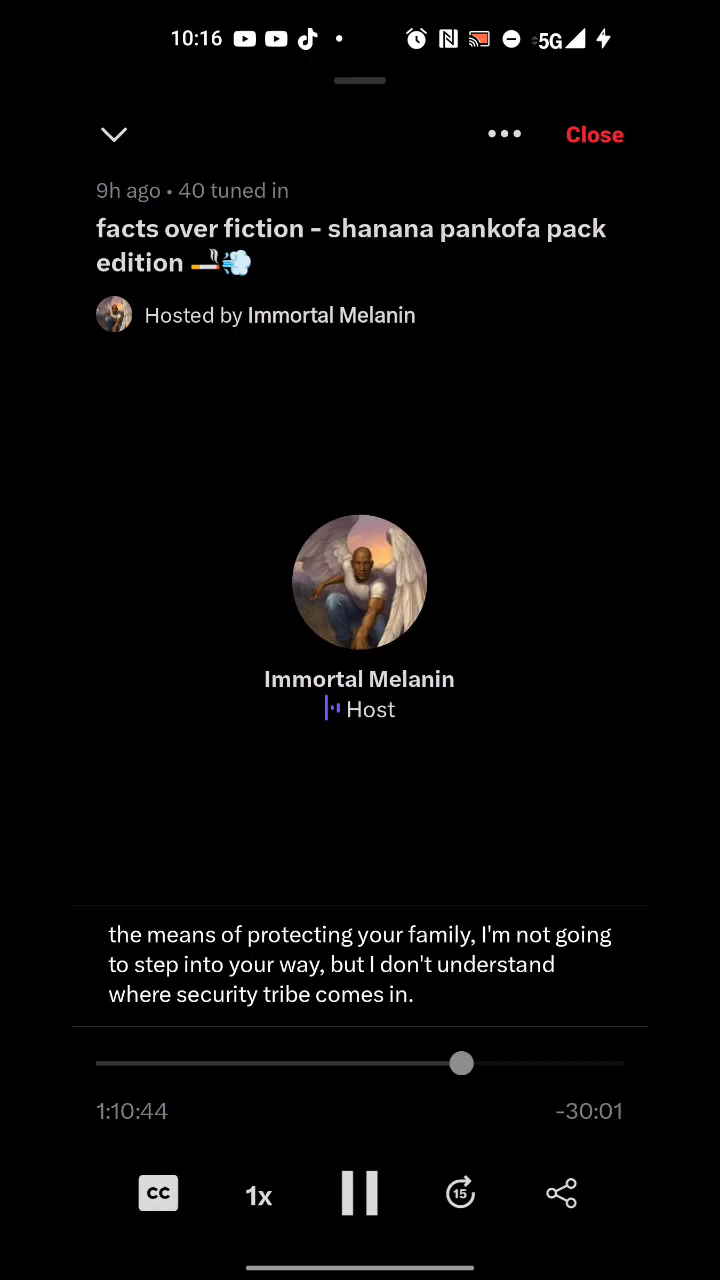 10:16 5G
Close
9h ago • 40 tuned in
facts over fiction - shanana pankofa pack
edition 🚬💨
Hosted by Immortal Melanin
Immortal Melanin
Host
the means of protecting your family, I'm not going
to step into your way, but I don't understand
where security tribe comes in.
1:10:44 -30:01
CC 1x 15